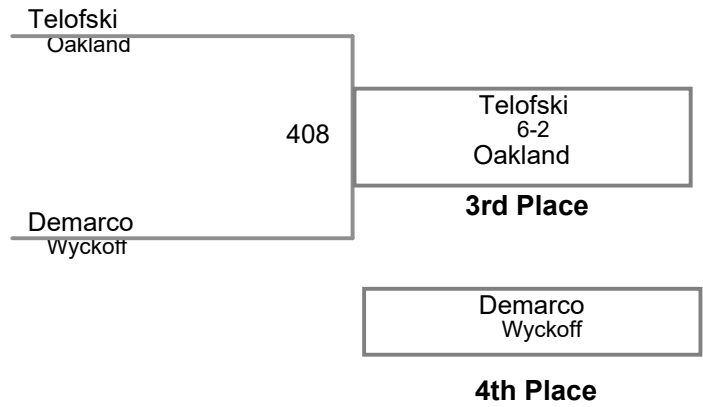 Telofski
Oakland
408
Telofski
6-2
Oakland
3rd Place
Demarco
Wyckoff
Demarco
Wyckoff
4th Place